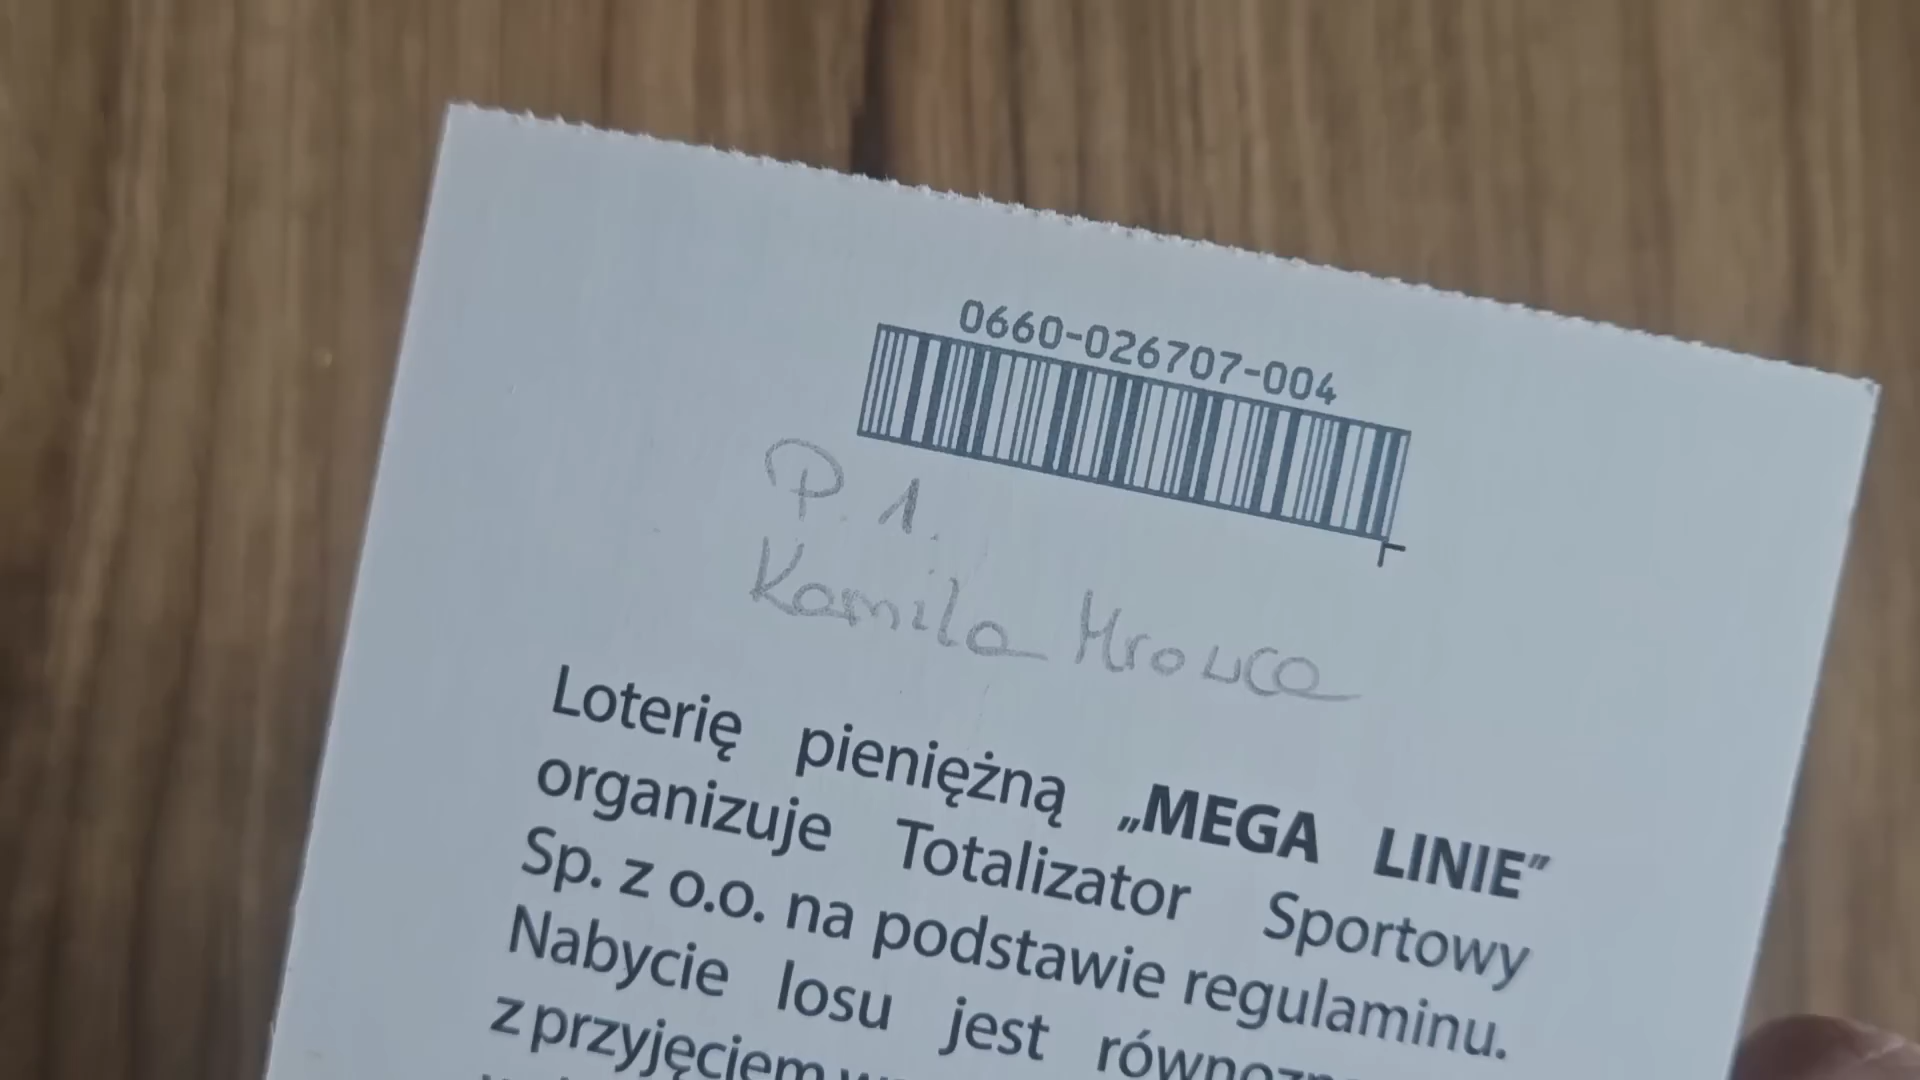 0660-026707-004
P. 1.
Kamila Mrowca
Loterię pieniężną „MEGA LINIE”
organizuje Totalizator Sportowy
Sp. z o.o. na podstawie regulaminu.
Nabycie losu jest
z przyjęciem